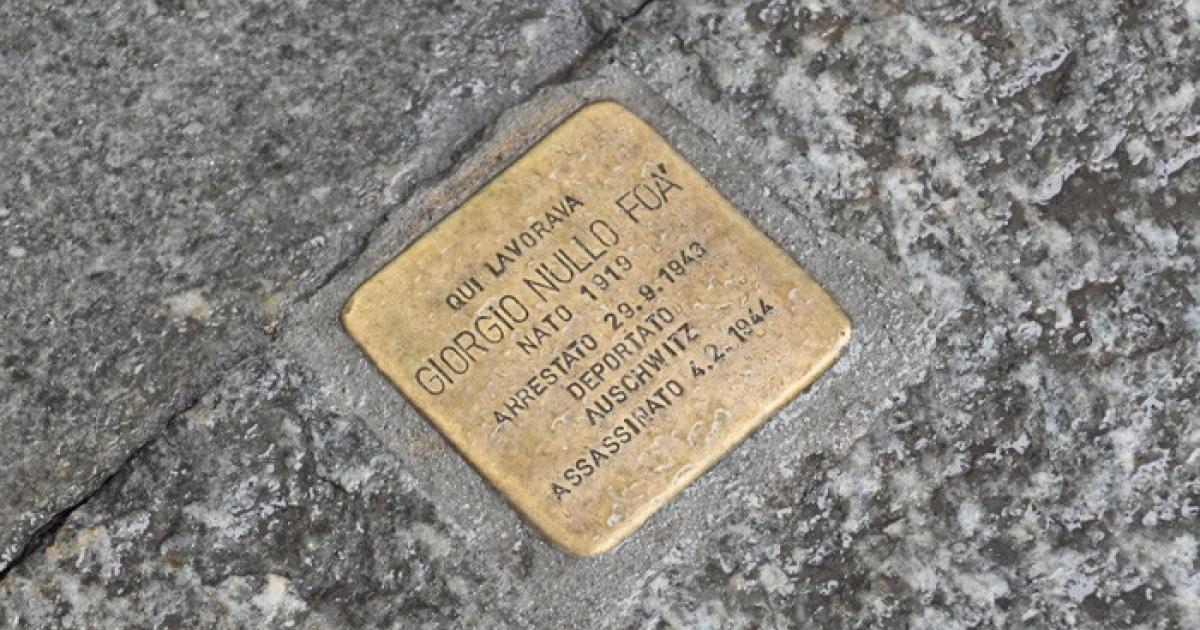 QUI LAVORAVA
GIORGIO NULLO FOA'
NATO 1919
ARRESTATO 29.9.1943
DEPORTATO
AUSCHWITZ
ASSASSINATO 4.2.1944